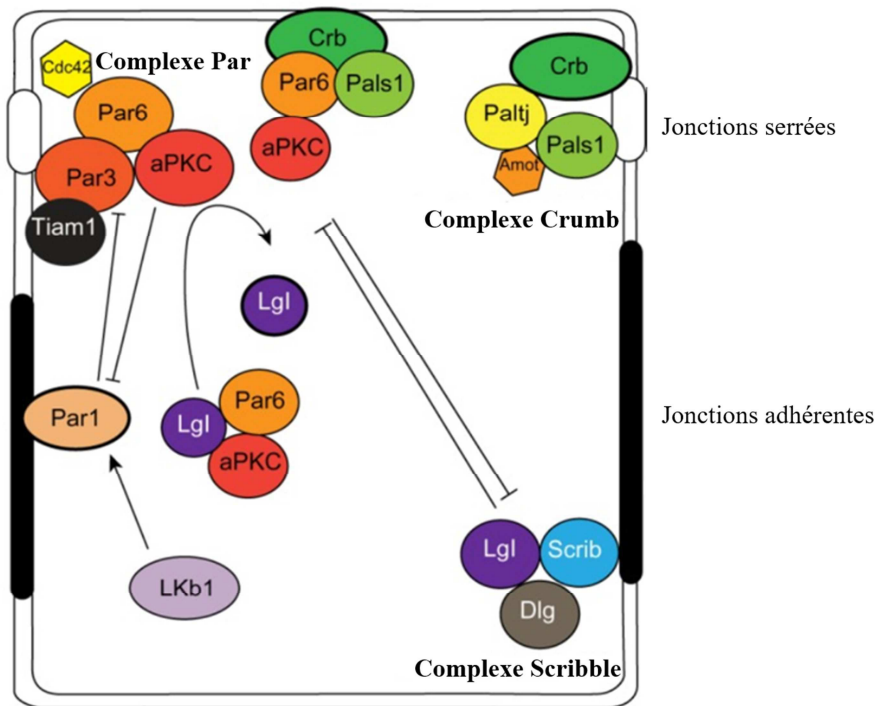 Cdc42
Complexe Par
Par6
Par3
aPKC
Tiam1
Crb
Par6
Pals1
aPKC
Crb
Paltj
Pals1
Amot
Complexe Crumb
Jonctions serrées
Lgl
Par1
Lgl
Par6
aPKC
Jonctions adhérentes
LKb1
Lgl
Scrib
Dlg
Complexe Scribble